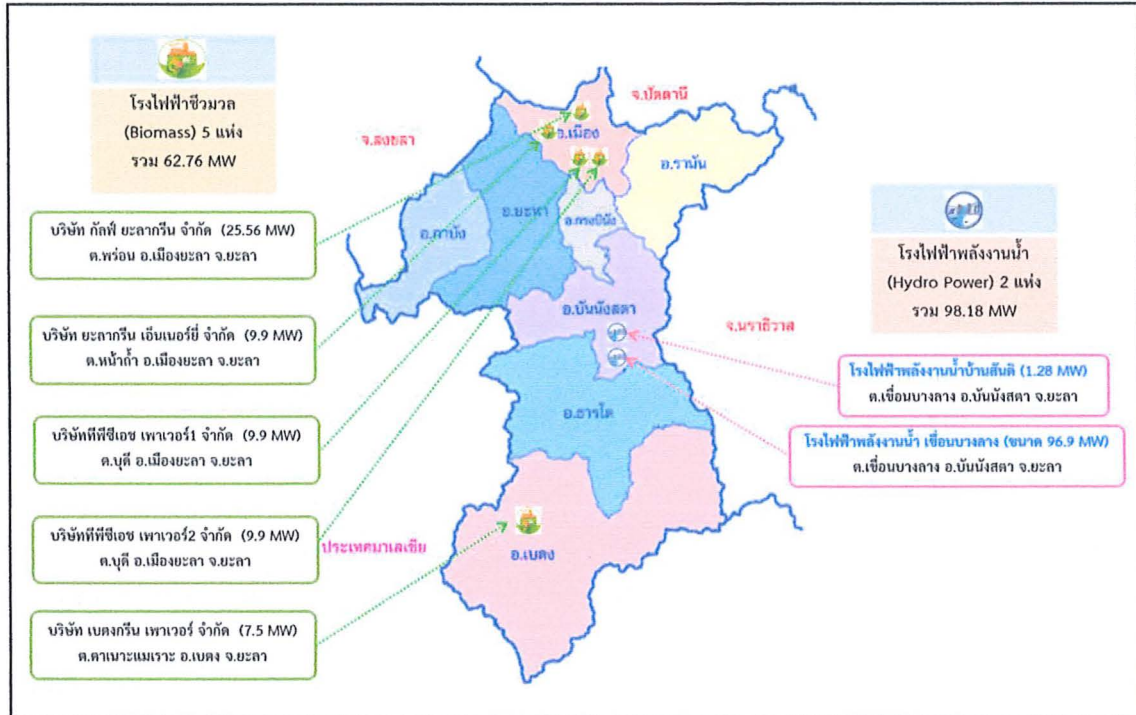 โรงไฟฟ้าชีวมวล
(Biomass) 5 แห่ง
รวม 62.76 MW
บริษัท กัลฟ์ ยะลากรีน จำกัด (25.56 MW)
ต.พร่อน อ.เมืองยะลา จ.ยะลา
บริษัท ยะลากรีน เอ็นเนอร์ยี่ จำกัด (9.9 MW)
ต.หน้าถ้ำ อ.เมืองยะลา จ.ยะลา
บริษัททีพีซีเอช เพาเวอร์1 จำกัด (9.9 MW)
ต.บุดี อ.เมืองยะลา จ.ยะลา
บริษัททีพีซีเอช เพาเวอร์2 จำกัด (9.9 MW)
ต.บุดี อ.เมืองยะลา จ.ยะลา
บริษัท เบตงกรีน เพาเวอร์ จำกัด (7.5 MW)
ต.ตาเนาะแมเราะ อ.เบตง จ.ยะลา
จ.สงขลา
จ.ปัตตานี
อ.เมือง
อ.รามัน
อ.ยะหา
อ.กาบัง
อ.กรงปินัง
อ.บันนังสตา
จ.นราธิวาส
อ.ธารโต
ประเทศมาเลเซีย
อ.เบตง
โรงไฟฟ้าพลังงานน้ำ
(Hydro Power) 2 แห่ง
รวม 98.18 MW
โรงไฟฟ้าพลังงานน้ำบ้านสันติ (1.28 MW)
ต.เขื่อนบางลาง อ.บันนังสตา จ.ยะลา
โรงไฟฟ้าพลังงานน้ำ เขื่อนบางลาง (ขนาด 96.9 MW)
ต.เขื่อนบางลาง อ.บันนังสตา จ.ยะลา